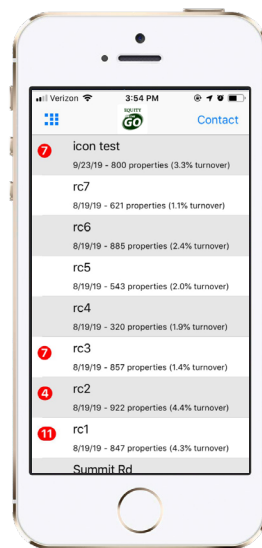 Verizon 3:54 PM
EQUITY
GO
Contact
7
icon test
9/23/19 - 800 properties (3.3% turnover)
rc7
8/19/19 - 621 properties (1.1% turnover)
rc6
8/19/19 - 885 properties (2.4% turnover)
rc5
8/19/19 - 543 properties (2.0% turnover)
rc4
8/19/19 - 320 properties (1.9% turnover)
7
rc3
8/19/19 - 857 properties (1.4% turnover)
4
rc2
8/19/19 - 922 properties (4.4% turnover)
11
rc1
8/19/19 - 847 properties (4.3% turnover)
Summit Rd